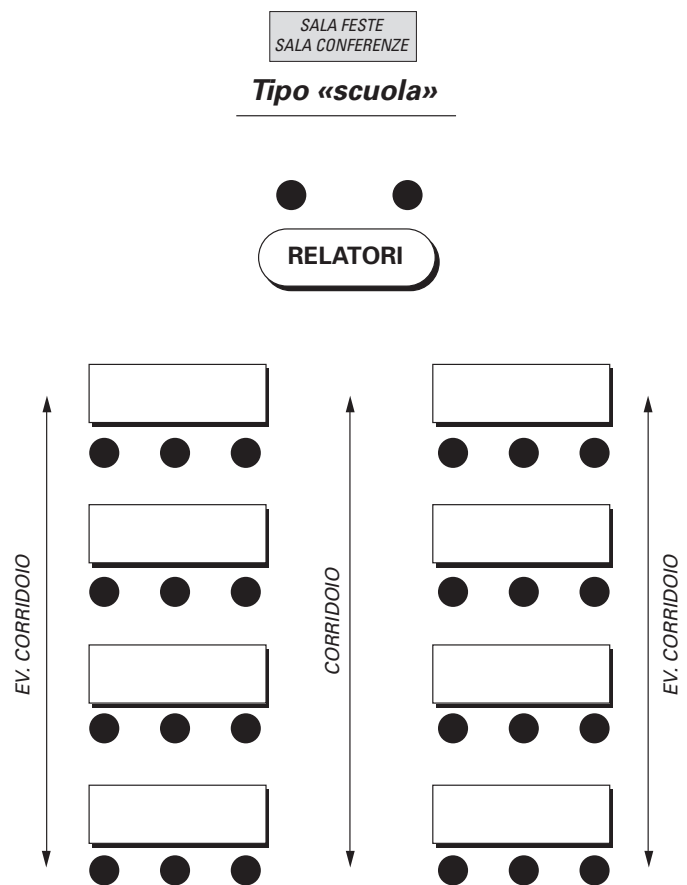 SALA FESTE
SALA CONFERENZE
Tipo «scuola»
RELATORI
EV. CORRIDOIO
CORRIDOIO
EV. CORRIDOIO